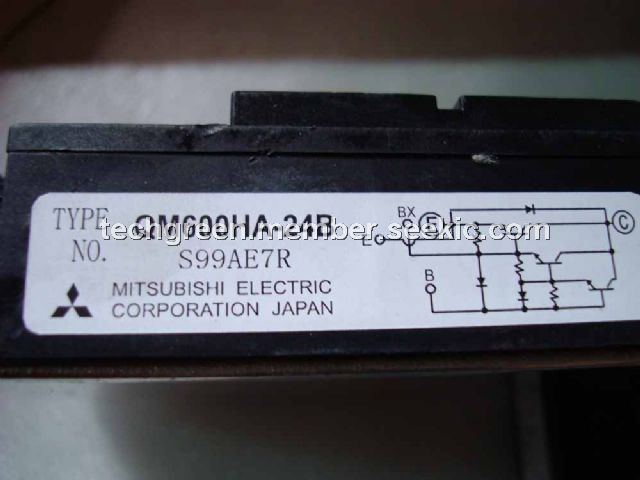 TYPE QM600HA-24B
techgreen.member.seekic.com
NO. S99AE7R
MITSUBISHI ELECTRIC
CORPORATION JAPAN
BX
E E C
B